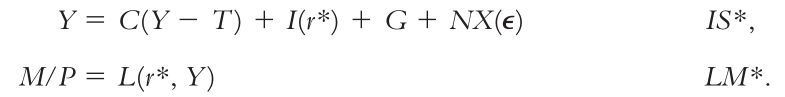 Y = C(Y − T) + I(r*) + G + NX(ϵ) IS*,
M/P = L(r*, Y) LM*.